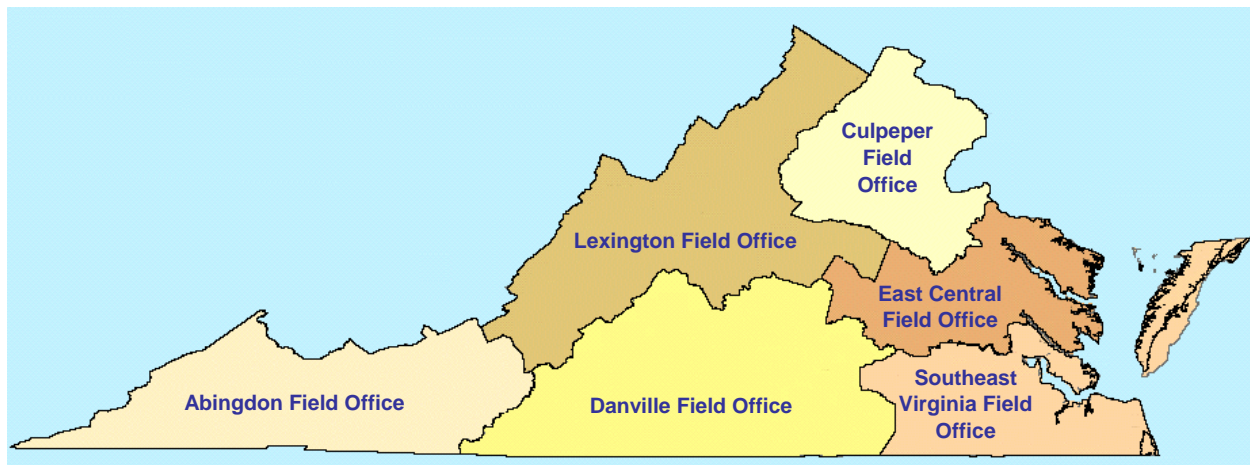 Culpeper
Field
Office
Lexington Field Office
East Central
Field Office
Southeast
Virginia Field
Office
Abingdon Field Office
Danville Field Office